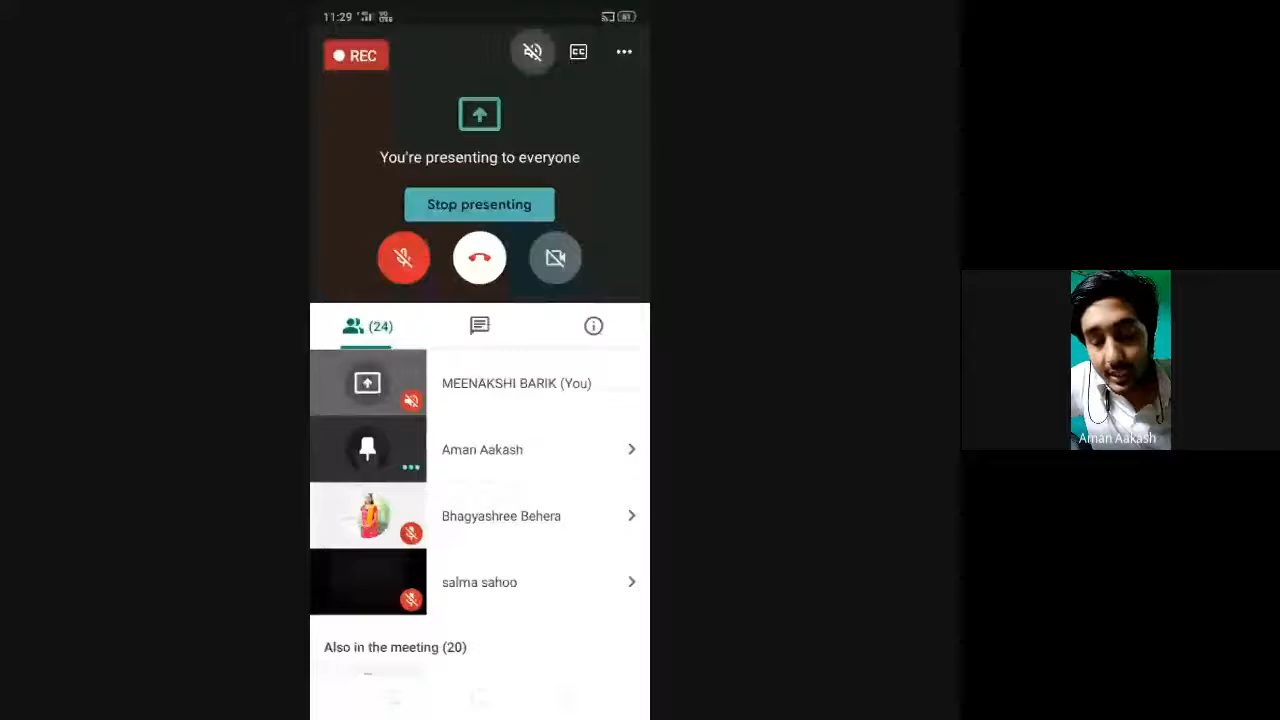 11:29
REC
You're presenting to everyone
Stop presenting
(24)
MEENAKSHI BARIK (You)
Aman Aakash
Bhagyashree Behera
salma sahoo
Also in the meeting (20)
Aman Aakash